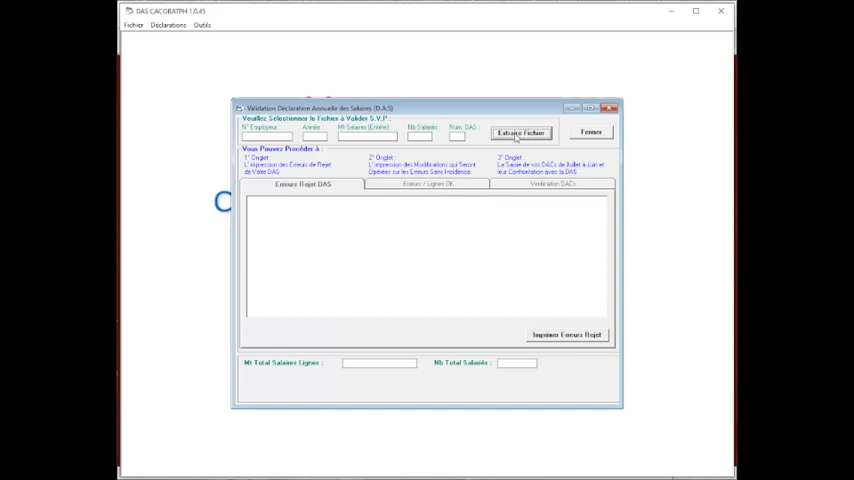 DAS CACOBATPH 1.0.45
Fichier Déclarations Outils
Validation Déclaration Annuelle des Salaires (D.A.S)
Veuillez Sélectionner le Fichier à Valider S.V.P :
N° Employeur Année : Mt Salaires (Entière) : Nb Salariés : Num. DAS :
Extraire Fichier Fermer
Vous Pouvez Procéder à :
1° Onglet : 2° Onglet : 3° Onglet :
L'impression des Erreurs de Rejet L'impression des Modifications qui Seront La Saisie de vos DACs de Juillet à Juin et
de Votre DAS Opérées sur les Erreurs Sans Incidence leur Confrontation avec la DAS
Erreurs Rejet DAS Erreurs / Lignes OK Vérification DACs
C
Imprimer Erreurs Rejet
Mt Total Salaires Lignes : Nb Total Salariés :